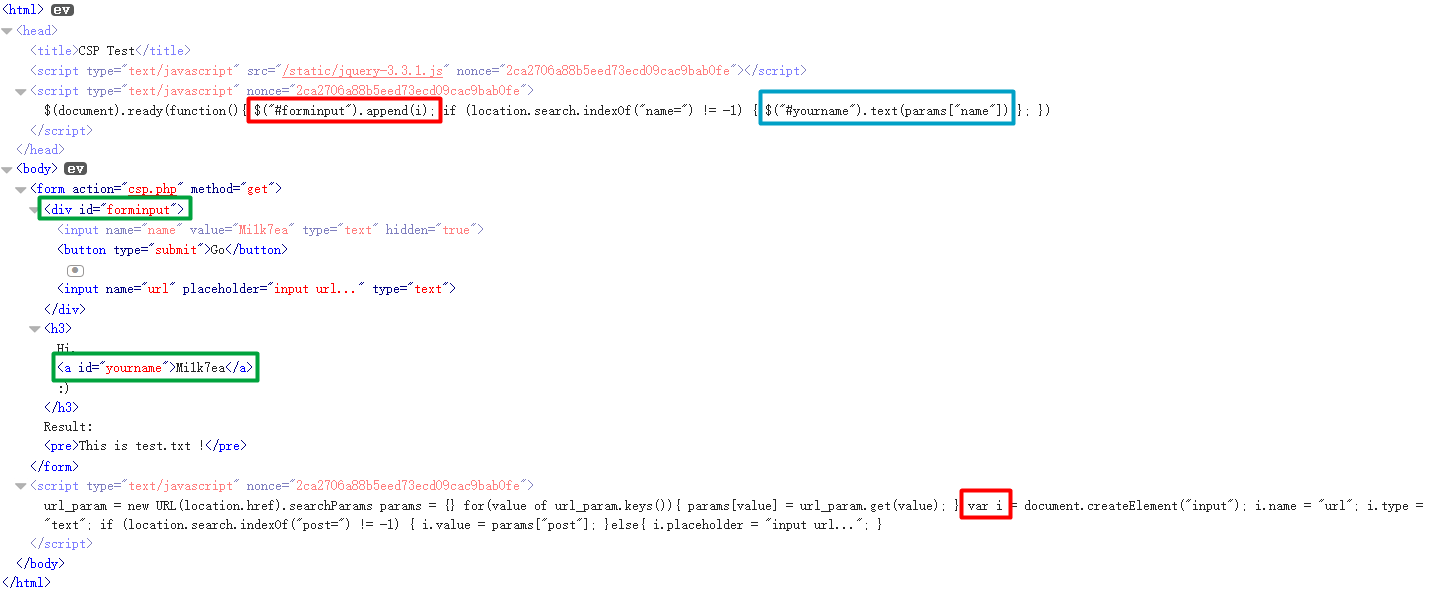 <html> ev
<head>
<title>CSP Test</title>
<script type="text/javascript" src="/static/jquery-3.3.1.js" nonce="2ca2706a88b5eed73ecd09cac9bab0fe"></script>
<script type="text/javascript" nonce="2ca2706a88b5eed73ecd09cac9bab0fe">
$(document).ready(function(){ $("#forminput").append(i); if (location.search.indexOf("name=") != -1) { $("#yourname").text(params["name"]) }; })
</script>
</head>
<body> ev
<form action="csp.php" method="get">
<div id="forminput">
<input name="name" value="Mi1k7ea" type="text" hidden="true">
<button type="submit">Go</button>
<input name="url" placeholder="input url..." type="text">
</div>
<h3>
Hi,
<a id="yourname">Mi1k7ea</a>
:)
</h3>
Result:
<pre>This is test.txt !</pre>
</form>
<script type="text/javascript" nonce="2ca2706a88b5eed73ecd09cac9bab0fe">
url_param = new URL(location.href).searchParams params = {} for(value of url_param.keys()){ params[value] = url_param.get(value); } var i = document.createElement("input"); i.name = "url"; i.type =
"text"; if (location.search.indexOf("post=") != -1) { i.value = params["post"]; }else{ i.placeholder = "input url..."; }
</script>
</body>
</html>